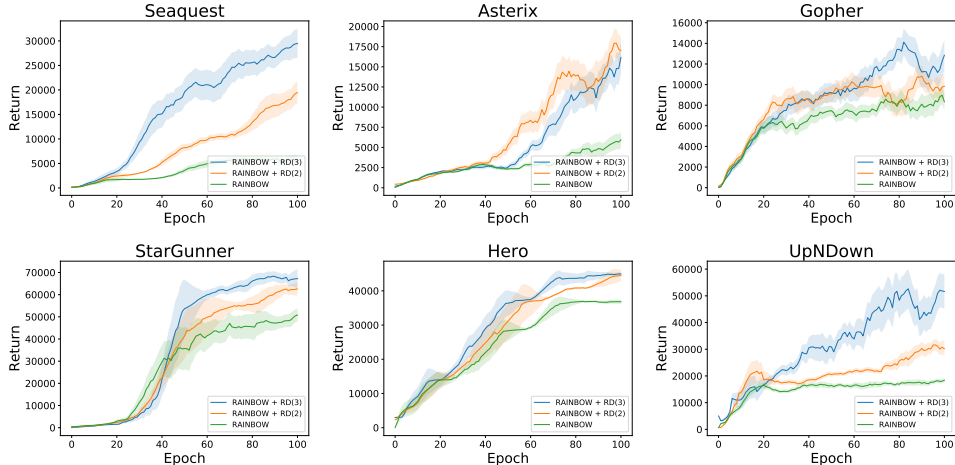 Seaquest
Return
30000
25000
20000
15000
10000
5000
0
RAINBOW + RD(3)
RAINBOW + RD(2)
RAINBOW
0 20 40 60 80 100
Epoch
Asterix
Return
20000
17500
15000
12500
10000
7500
5000
2500
0
RAINBOW + RD(3)
RAINBOW + RD(2)
RAINBOW
0 20 40 60 80 100
Epoch
Gopher
Return
16000
14000
12000
10000
8000
6000
4000
2000
0
RAINBOW + RD(3)
RAINBOW + RD(2)
RAINBOW
0 20 40 60 80 100
Epoch
StarGunner
Return
70000
60000
50000
40000
30000
20000
10000
0
RAINBOW + RD(3)
RAINBOW + RD(2)
RAINBOW
0 20 40 60 80 100
Epoch
Hero
Return
40000
30000
20000
10000
0
RAINBOW + RD(3)
RAINBOW + RD(2)
RAINBOW
0 20 40 60 80 100
Epoch
UpNDown
Return
60000
50000
40000
30000
20000
10000
0
RAINBOW + RD(3)
RAINBOW + RD(2)
RAINBOW
0 20 40 60 80 100
Epoch